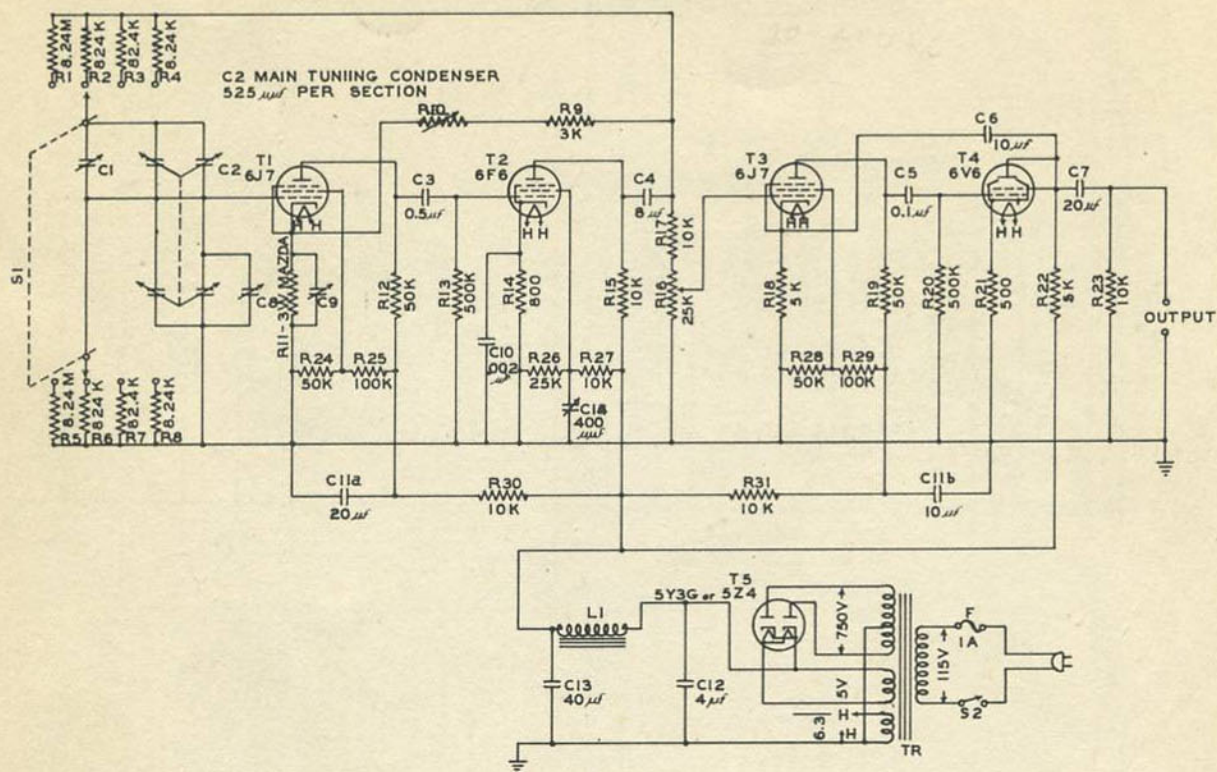 8.24M
824K
82.4K
8.24K
R1 R2 R3 R4
C2 MAIN TUNIING CONDENSER
525 μμf PER SECTION
R10
R9
3K
C1
C2
T1
6J7
C3
0.5μf
T2
6F6
C4
8μf
T3
6J7
C6
10μf
T4
6V6
C5
0.1μf
C7
20μf
H H
H H
H H
H H
S1
C8
R11-3W MAZDA
C9
R12
50K
R13
500K
R14
800
R15
10K
R17
10K
R16
25K
R18
5K
R19
50K
R20
500K
R21
500
R22
5K
R23
10K
OUTPUT
C10
.002
μf
R24
50K
R25
100K
R26
25K
R27
10K
R28
50K
R29
100K
C14
400
μμf
8.24M
824K
82.4K
8.24K
R5 R6 R7 R8
C11a
20μf
R30
10K
R31
10K
C11b
10μf
L1
5Y3G or 5Z4
T5
750V
5V
6.3
H
H
115V
F
1A
S2
TR
C13
40μf
C12
4μf